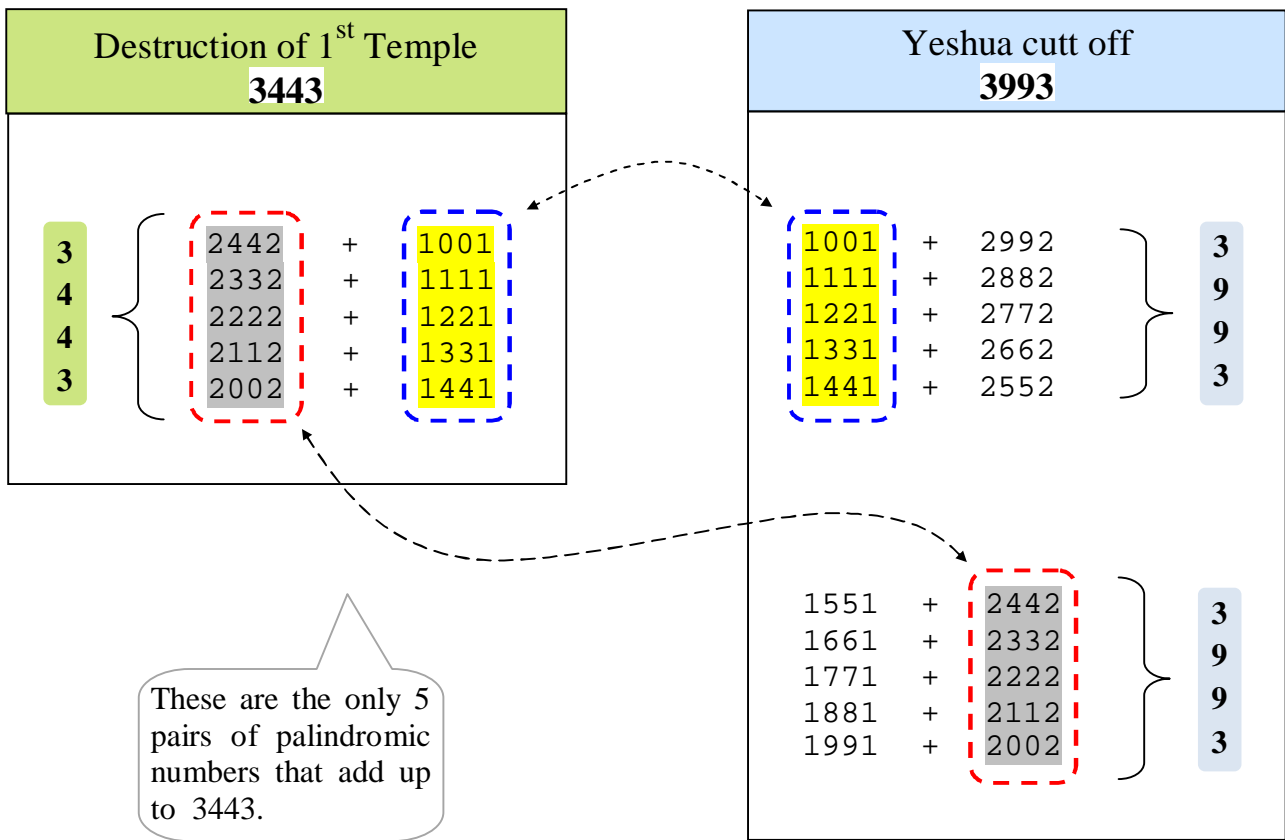 Destruction of 1st Temple
3443
3
4
4
3
2442 + 1001
2332 + 1111
2222 + 1221
2112 + 1331
2002 + 1441
These are the only 5
pairs of palindromic
numbers that add up
to 3443.
Yeshua cutt off
3993
1001 + 2992
1111 + 2882
1221 + 2772
1331 + 2662
1441 + 2552
3
9
9
3
1551 + 2442
1661 + 2332
1771 + 2222
1881 + 2112
1991 + 2002
3
9
9
3